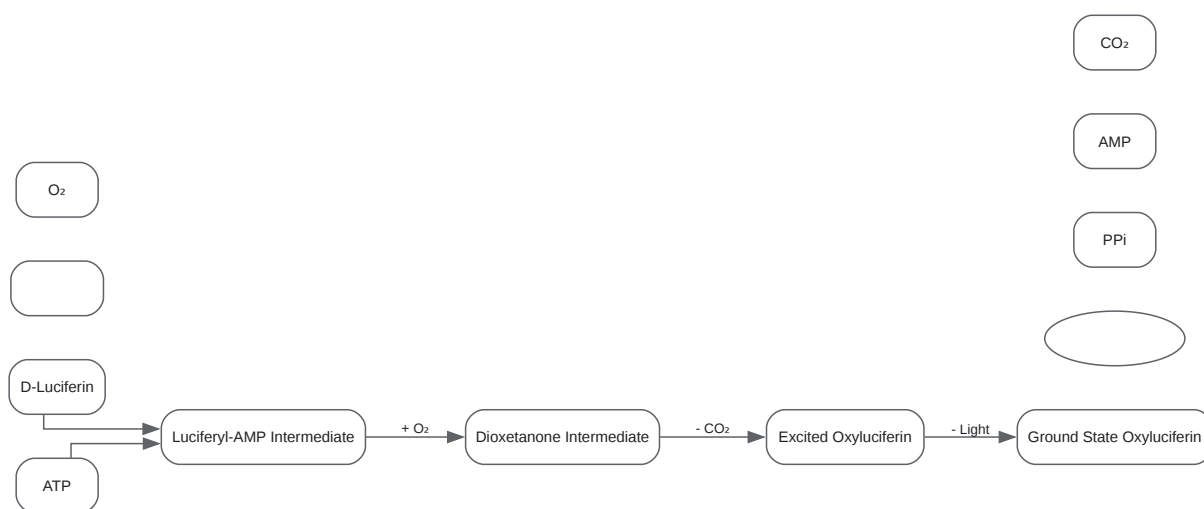 CO₂
AMP
O₂
PPi
D-Luciferin
Luciferyl-AMP Intermediate
+ O₂
Dioxetanone Intermediate
- CO₂
Excited Oxyluciferin
- Light
Ground State Oxyluciferin
ATP